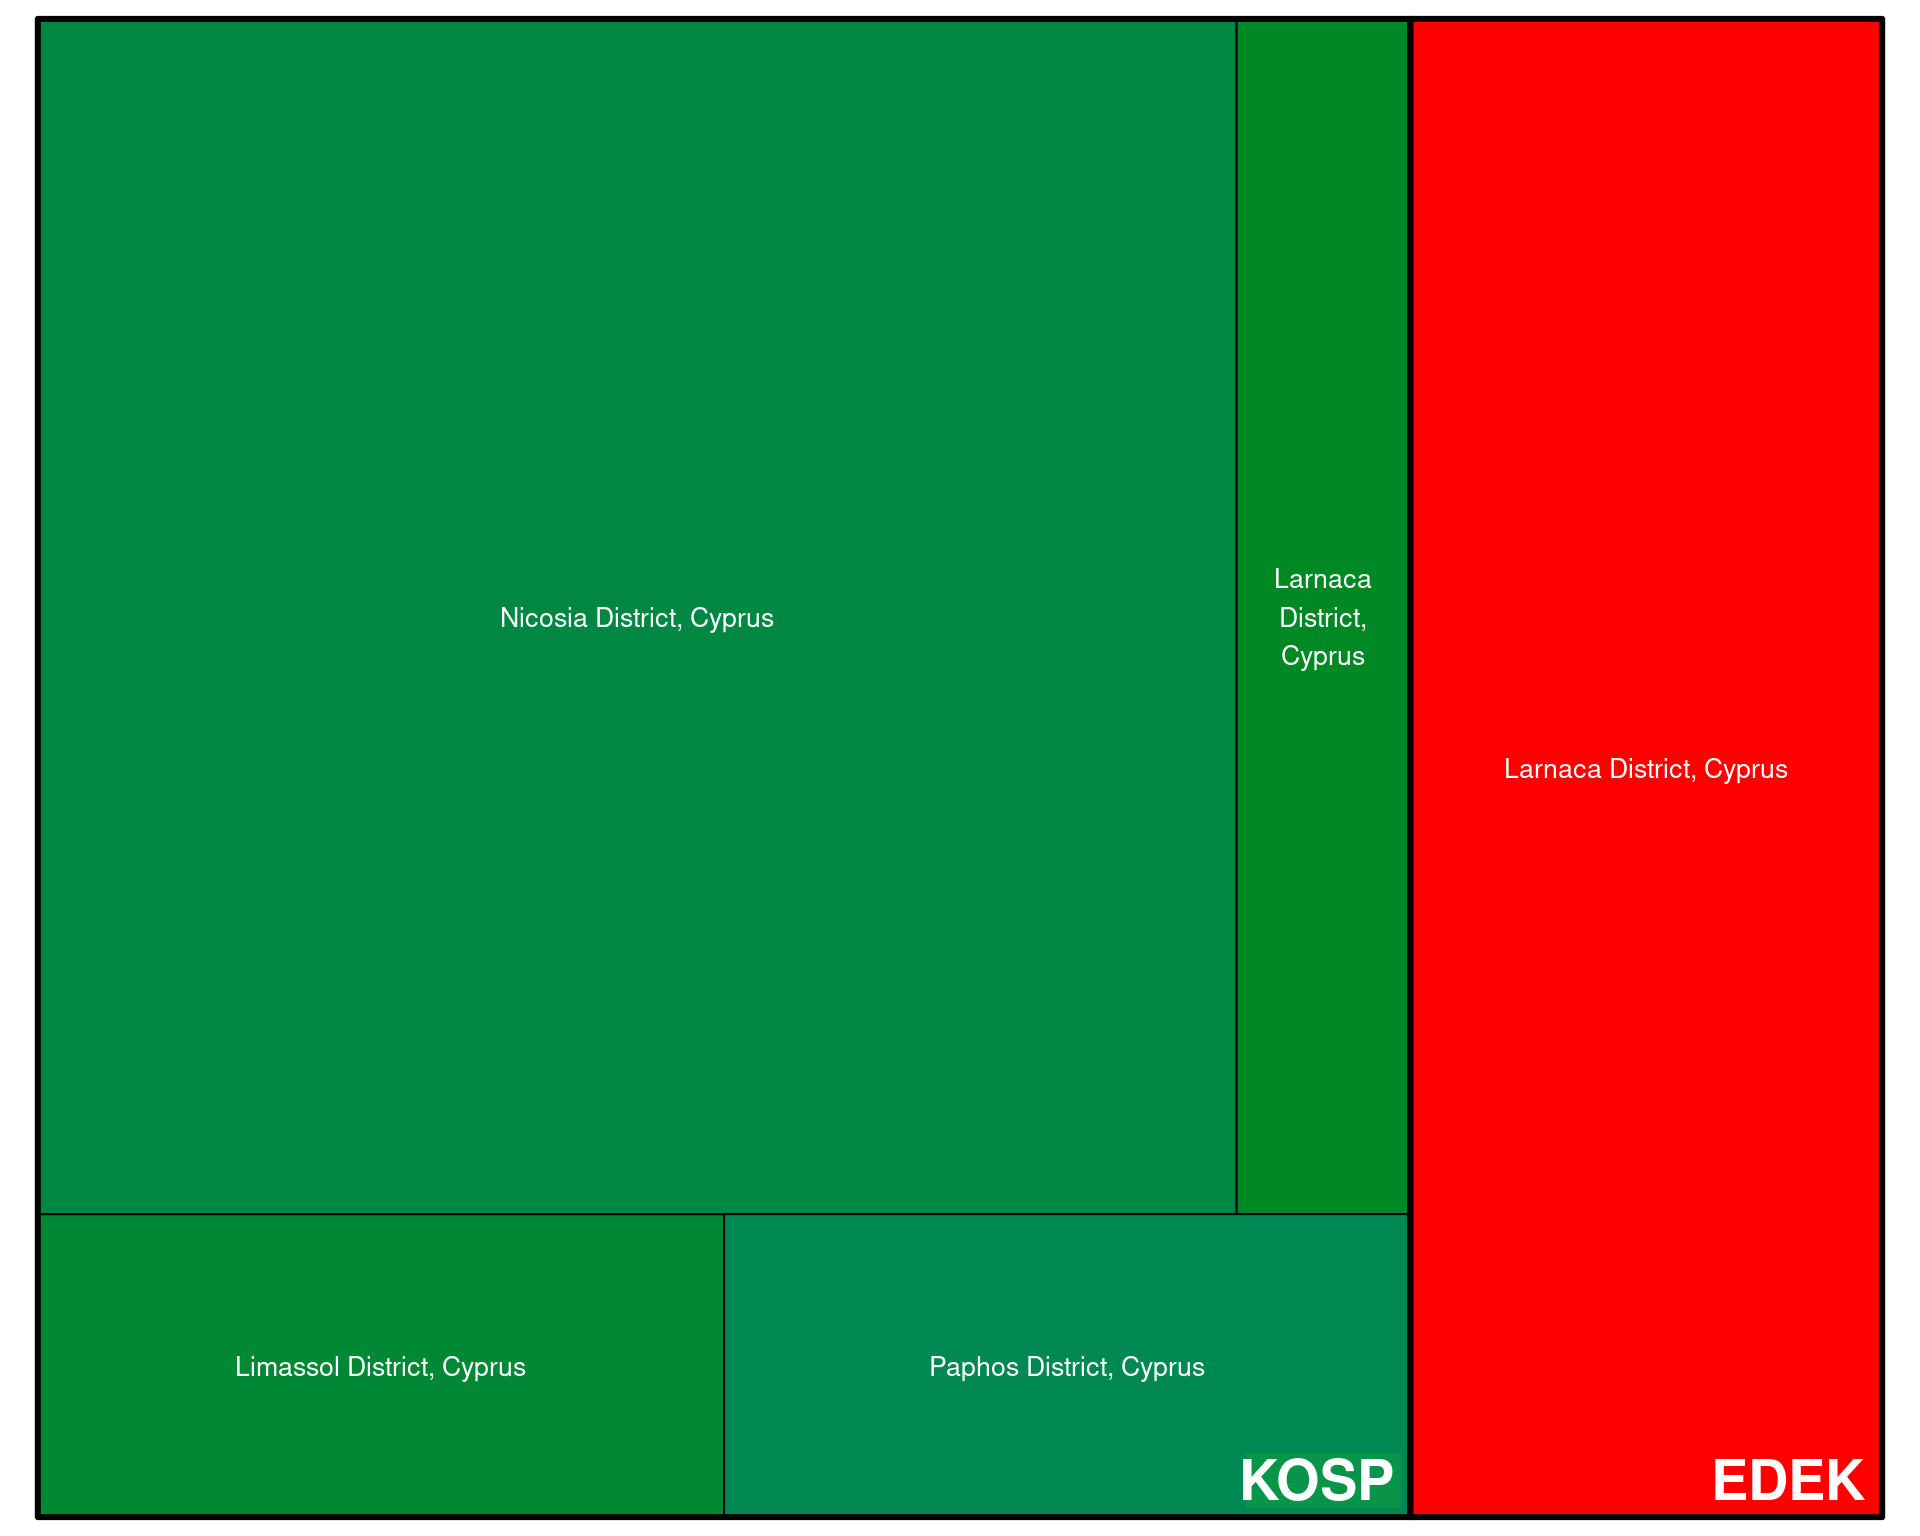 Nicosia District, Cyprus
Larnaca
District,
Cyprus
Larnaca District, Cyprus
Limassol District, Cyprus
Paphos District, Cyprus
KOSP
EDEK